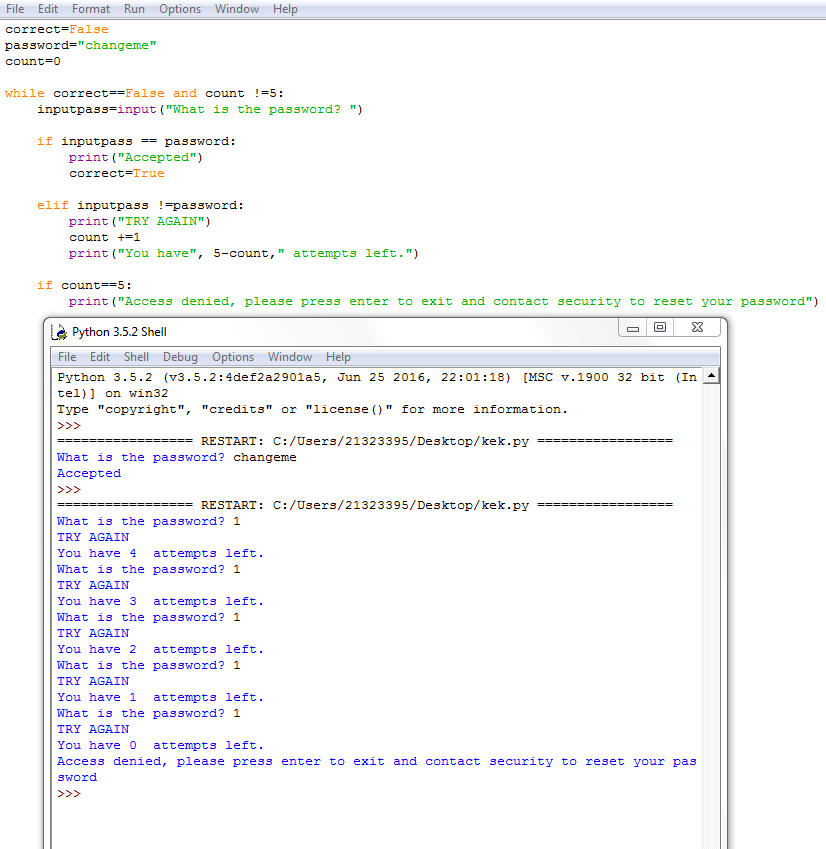 File Edit Format Run Options Window Help
correct=False
password="changeme"
count=0
while correct==False and count !=5:
    inputpass=input("What is the password? ")
    if inputpass == password:
        print("Accepted")
        correct=True
    elif inputpass !=password:
        print("TRY AGAIN")
        count +=1
        print("You have", 5-count," attempts left.")
    if count==5:
        print("Access denied, please press enter to exit and contact security to reset your password")
Python 3.5.2 Shell
File Edit Shell Debug Options Window Help
Python 3.5.2 (v3.5.2:4def2a2901a5, Jun 25 2016, 22:01:18) [MSC v.1900 32 bit (In
tel)] on win32
Type "copyright", "credits" or "license()" for more information.
>>>
================= RESTART: C:/Users/21323395/Desktop/kek.py =================
What is the password? changeme
Accepted
>>>
================= RESTART: C:/Users/21323395/Desktop/kek.py =================
What is the password? 1
TRY AGAIN
You have 4  attempts left.
What is the password? 1
TRY AGAIN
You have 3  attempts left.
What is the password? 1
TRY AGAIN
You have 2  attempts left.
What is the password? 1
TRY AGAIN
You have 1  attempts left.
What is the password? 1
TRY AGAIN
You have 0  attempts left.
Access denied, please press enter to exit and contact security to reset your pas
sword
>>>